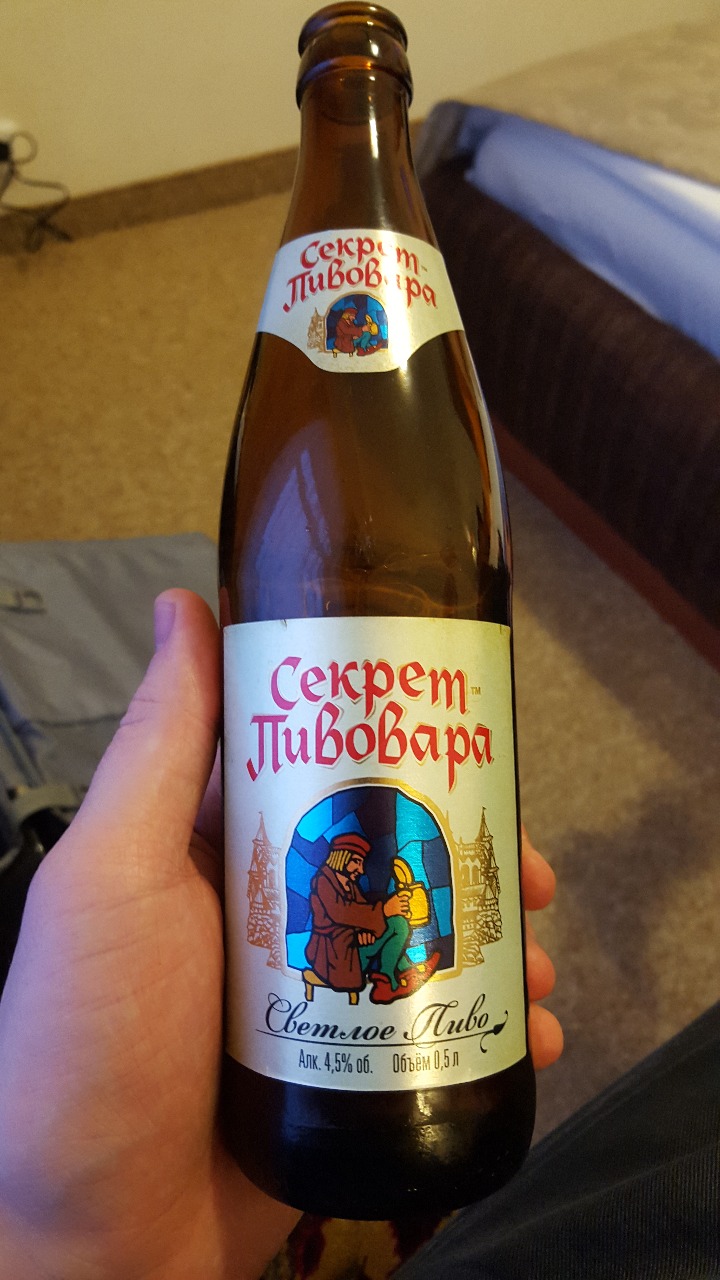 Секрет
Пивовара
Секрет™
Пивовара
Светлое Пиво
Алк. 4,5% об. Объём 0,5 л